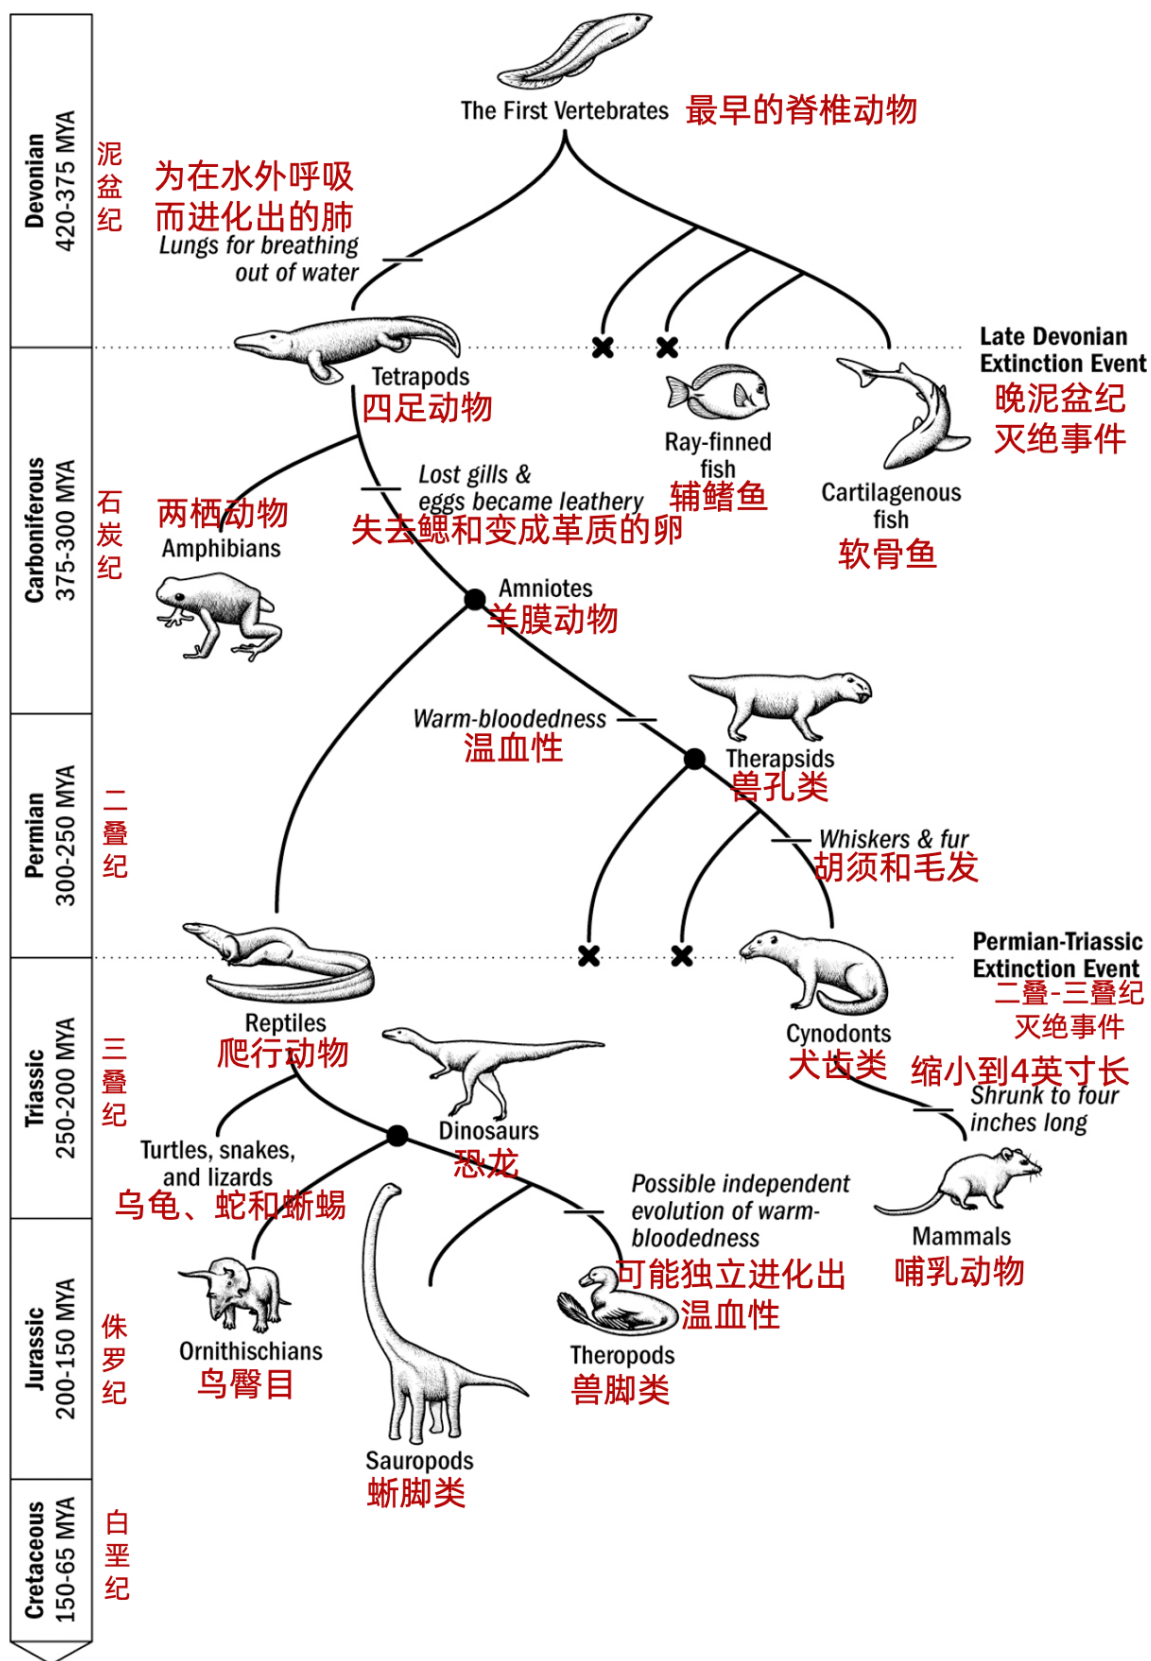 The First Vertebrates 最早的脊椎动物
Devonian
420-375 MYA
泥盆纪
为在水外呼吸
而进化出的肺
Lungs for breathing
out of water
Late Devonian
Extinction Event
晚泥盆纪
灭绝事件
Tetrapods
四足动物
Ray-finned
fish
辐鳍鱼
Cartilagenous
fish
软骨鱼
Carboniferous
375-300 MYA
石炭纪
Lost gills &
eggs became leathery
失去鳃和变成革质的卵
两栖动物
Amphibians
Amniotes
羊膜动物
Warm-bloodedness
温血性
Therapsids
兽孔类
Permian
300-250 MYA
二叠纪
Whiskers & fur
胡须和毛发
Permian-Triassic
Extinction Event
二叠-三叠纪
灭绝事件
Reptiles
爬行动物
Cynodonts
犬齿类
缩小到4英寸长
Shrunk to four
inches long
Triassic
250-200 MYA
三叠纪
Dinosaurs
恐龙
Turtles, snakes,
and lizards
乌龟、蛇和蜥蜴
Possible independent
evolution of warm-
bloodedness
可能独立进化出
温血性
Mammals
哺乳动物
Jurassic
200-150 MYA
侏罗纪
Ornithischians
鸟臀目
Theropods
兽脚类
Sauropods
蜥脚类
Cretaceous
150-65 MYA
白垩纪